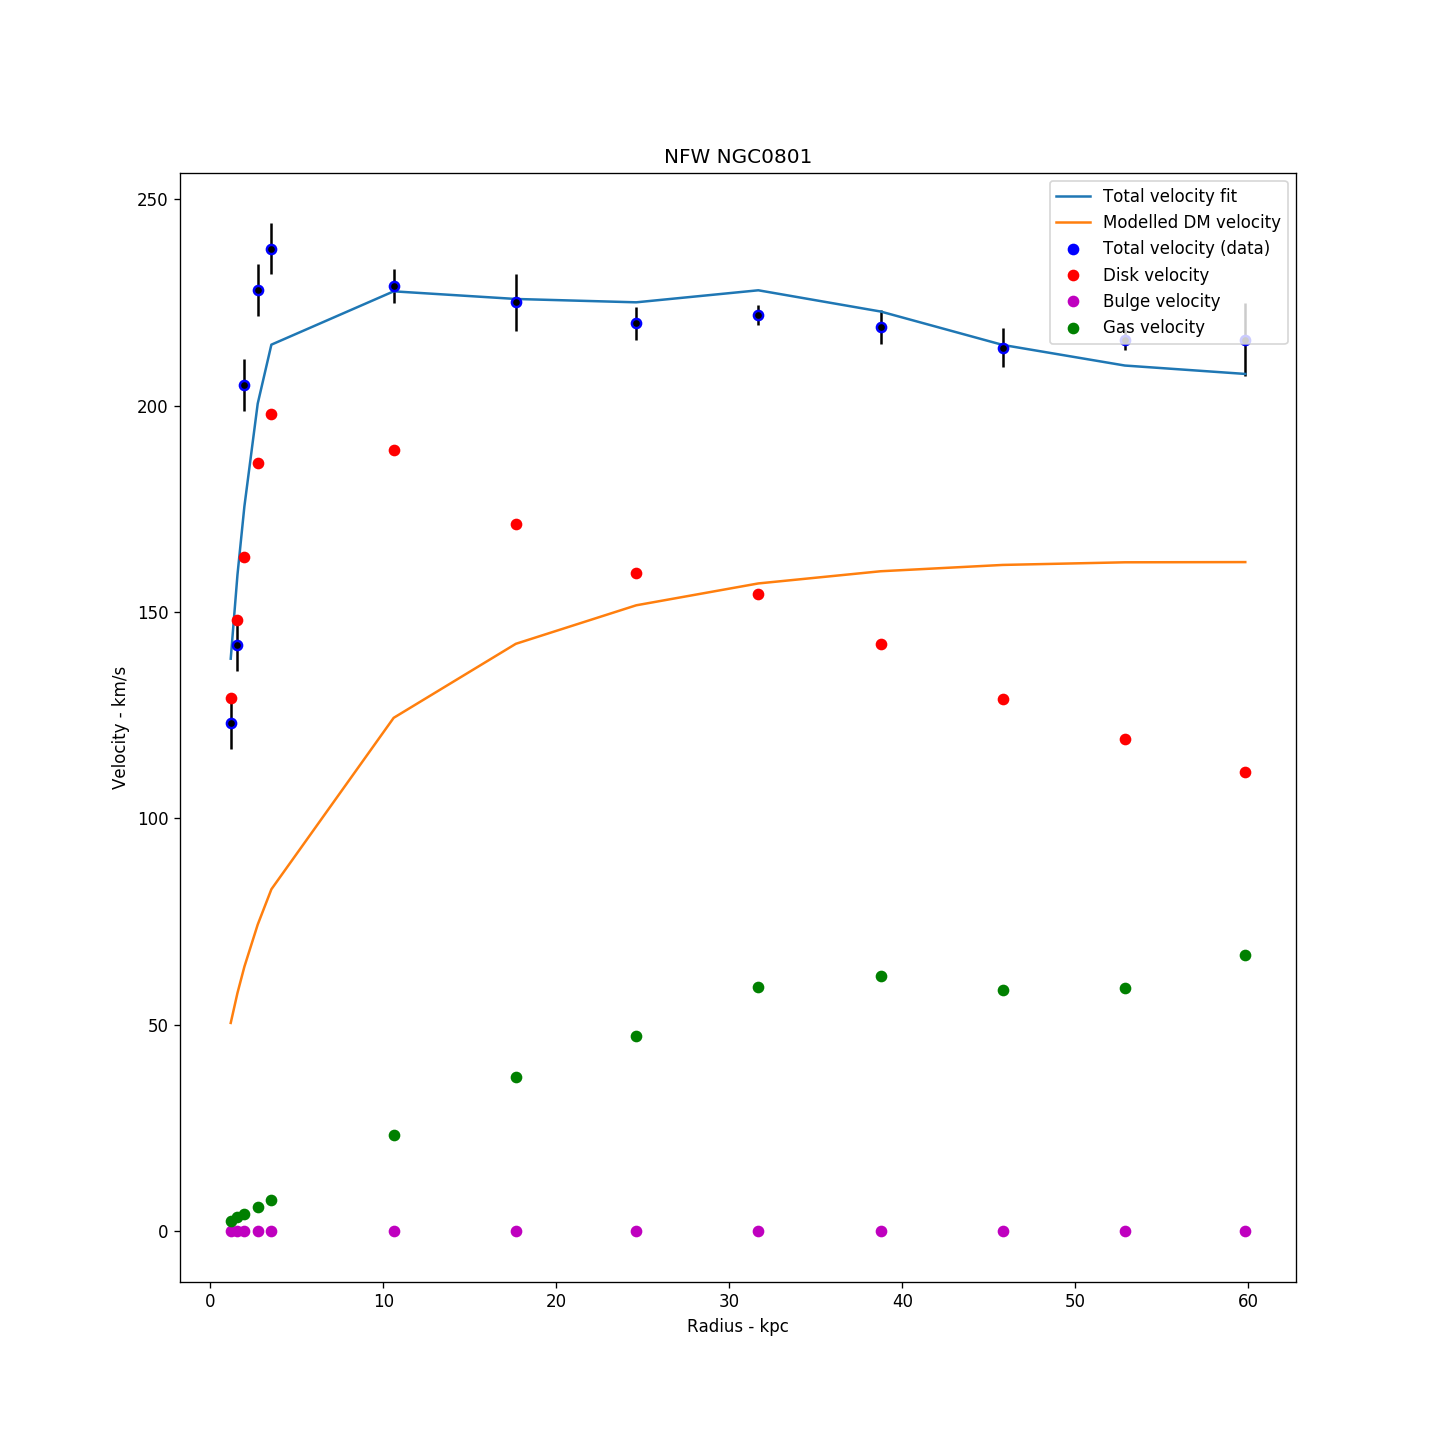 NFW NGC0801
250
200
150
100
50
0
Velocity - km/s
Total velocity fit
Modelled DM velocity
Total velocity (data)
Disk velocity
Bulge velocity
Gas velocity
0 10 20 30 40 50 60
Radius - kpc